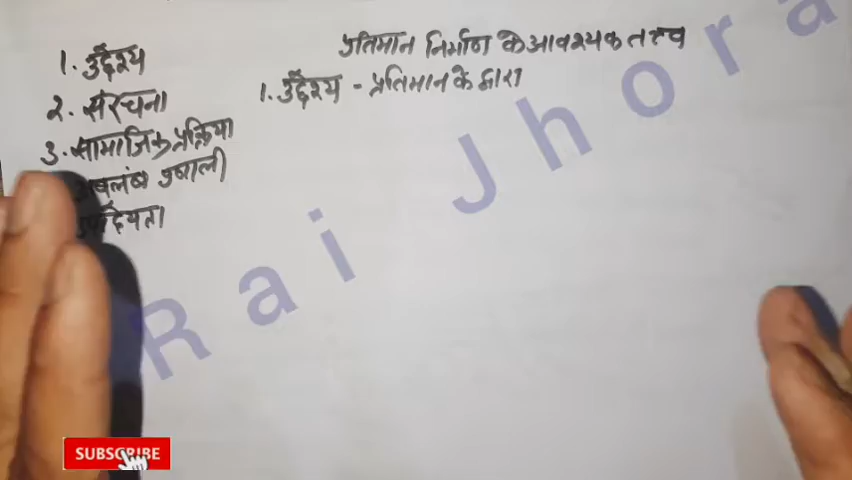 प्रतिमान निर्माण के आवश्यक तत्त्व
1. उद्देश्य
2. संरचना
3. सामाजिक प्रक्रिया
अवलंब प्रणाली
1. उद्देश्य - प्रतिमान के द्वारा
Rai Jhora
SUBSCRIBE